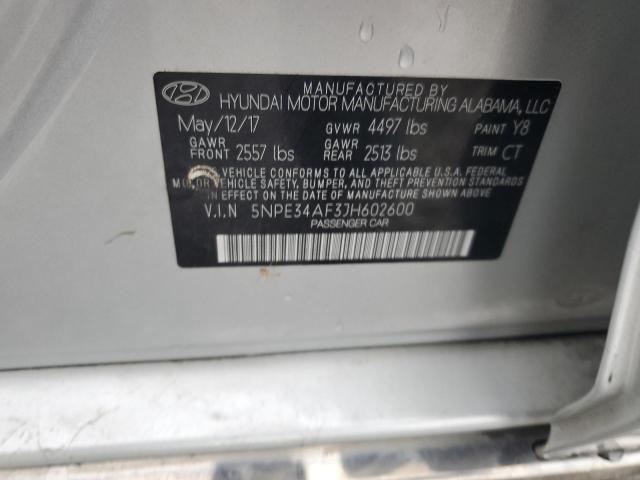 MANUFACTURED BY
HYUNDAI MOTOR MANUFACTURING ALABAMA, LLC
May/12/17 GVWR 4497 lbs PAINT Y8
GAWR FRONT 2557 lbs GAWR REAR 2513 lbs TRIM CT
VEHICLE CONFORMS TO ALL APPLICABLE U.S. FEDERAL
MOTOR VEHICLE SAFETY, BUMPER, AND THEFT PREVENTION STANDARDS
IN EFFECT ON THE DATE OF MANUFACTURE SHOWN ABOVE.
V.I.N 5NPE34AF3JH602600
PASSENGER CAR